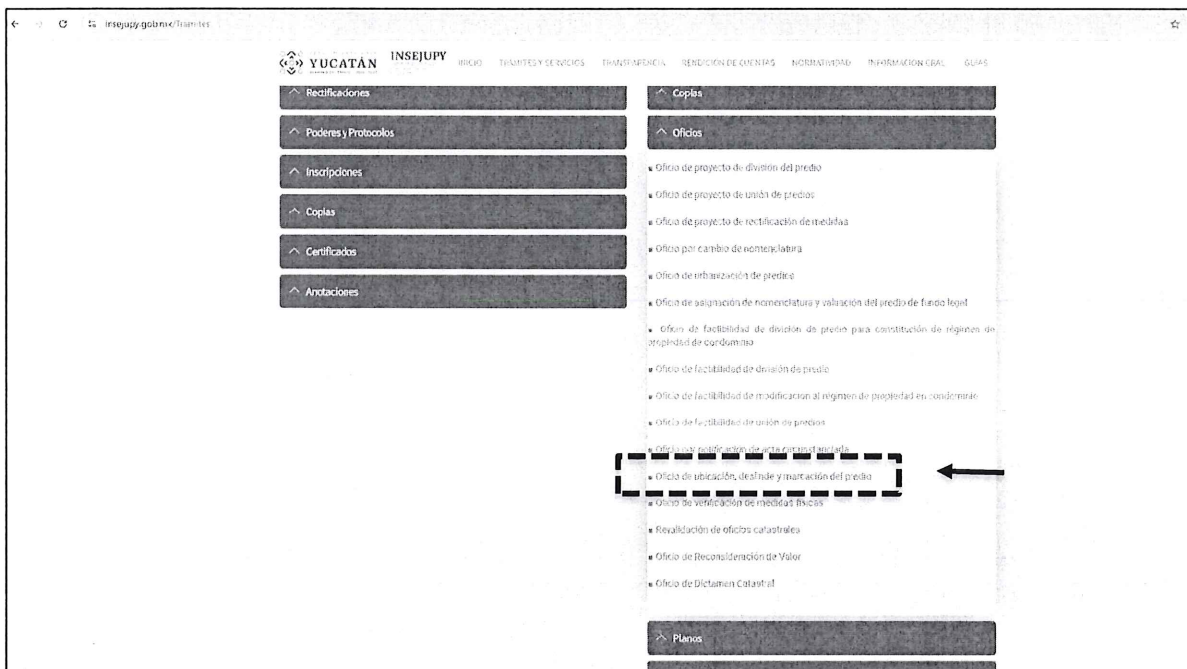 insejupy.gob.mx/Tramites
YUCATÁN
INSEJUPY
INICIO TRÁMITES Y SERVICIOS TRANSPARENCIA RENDICIÓN DE CUENTAS NORMATIVIDAD INFORMACIÓN GRAL. GUÍAS
Rectificaciones
Poderes y Protocolos
Inscripciones
Copias
Certificados
Anotaciones
Copias
Oficios
Oficio de proyecto de división del predio
Oficio de proyecto de unión de predios
Oficio de proyecto de rectificación de medidas
Oficio por cambio de nomenclatura
Oficio de urbanización de predios
Oficio de asignación de nomenclatura y valuación del predio de fundo legal
Oficio de factibilidad de división de predio para constitución de régimen de
propiedad de condominio
Oficio de factibilidad de división de predio
Oficio de factibilidad de modificación al régimen de propiedad en condominio
Oficio de factibilidad de unión de predios
Oficio por notificación de acta circunstanciada
Oficio de ubicación, deslinde y marcación del predio
Oficio de verificación de medidas físicas
Revalidación de oficios catastrales
Oficio de Reconsideración de Valor
Oficio de Dictamen Catastral
Planos